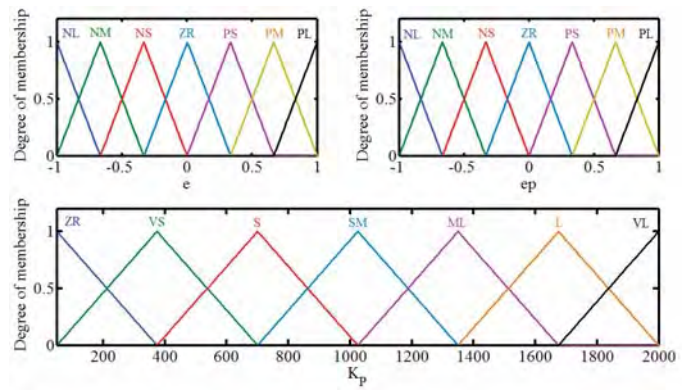 NL NM NS ZR PS PM PL
Degree of membership
1
0.5
0
-1 -0.5 0 0.5 1
e
NL NM NS ZR PS PM PL
Degree of membership
1
0.5
0
-1 -0.5 0 0.5 1
ep
ZR VS S SM ML L VL
Degree of membership
1
0.5
0
200 400 600 800 1000 1200 1400 1600 1800 2000
Kp